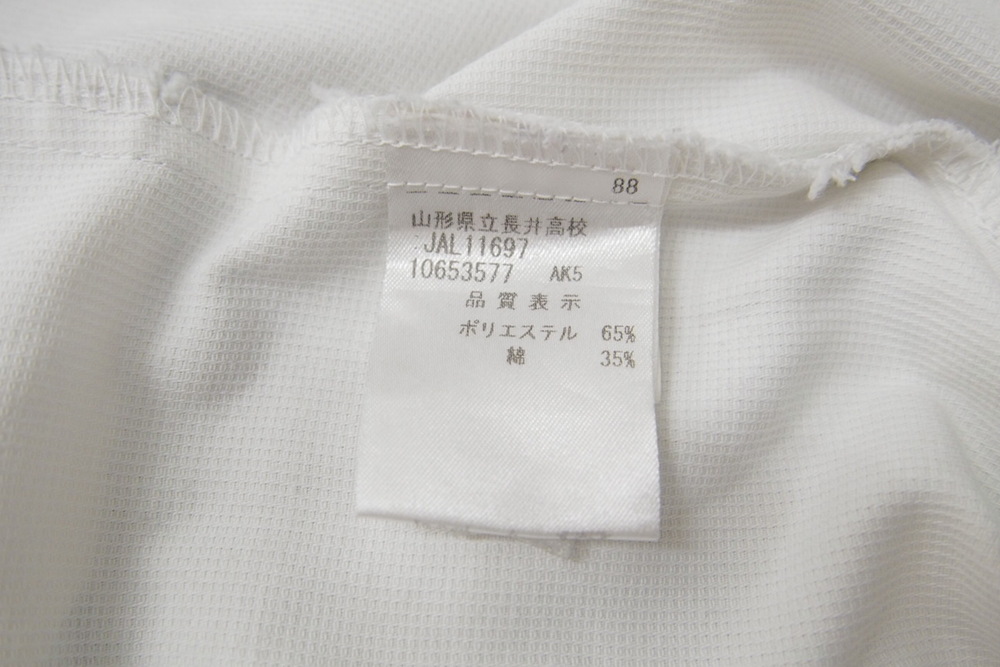 88
山形県立長井高校
JAL11697
10653577 AK5
品質表示
ポリエステル 65%
綿 35%